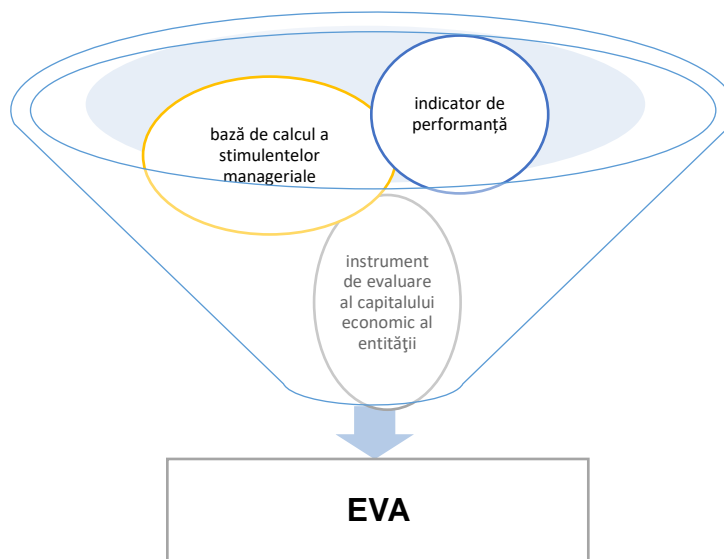 indicator de
performanță
bază de calcul a
stimulentelor
manageriale
instrument
de evaluare
al capitalului
economic al
entităţii
EVA